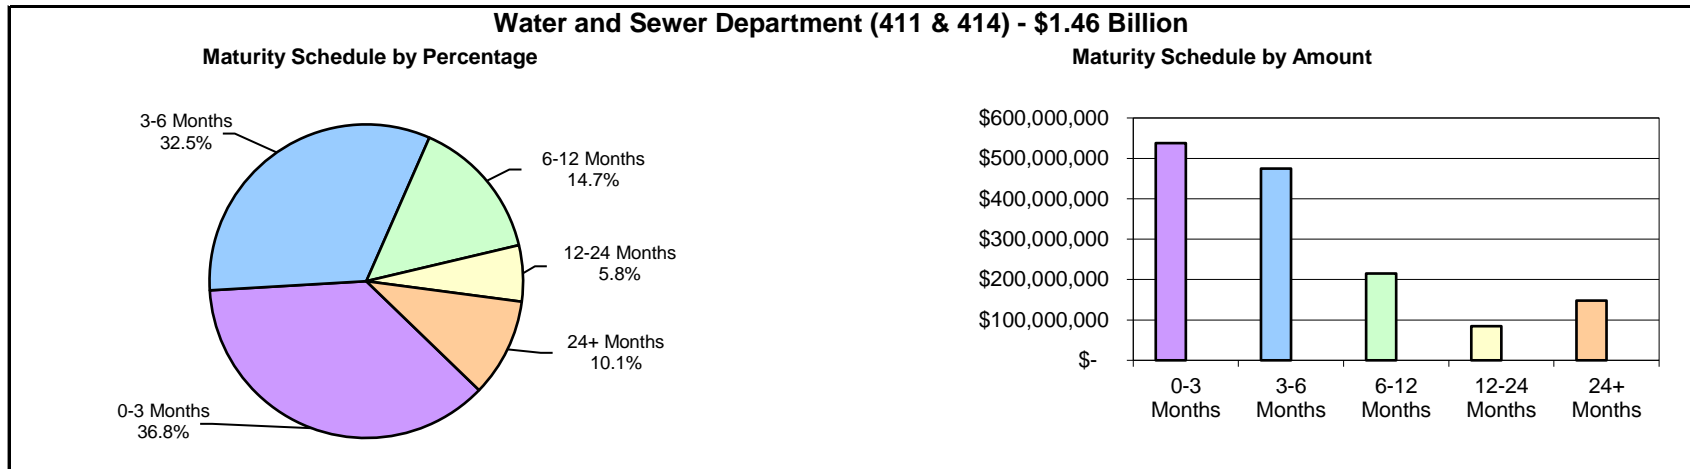 Water and Sewer Department (411 & 414) - $1.46 Billion
Maturity Schedule by Percentage
3-6 Months
32.5%
6-12 Months
14.7%
12-24 Months
5.8%
24+ Months
10.1%
0-3 Months
36.8%
Maturity Schedule by Amount
$600,000,000
$500,000,000
$400,000,000
$300,000,000
$200,000,000
$100,000,000
$-
0-3
Months
3-6
Months
6-12
Months
12-24
Months
24+
Months